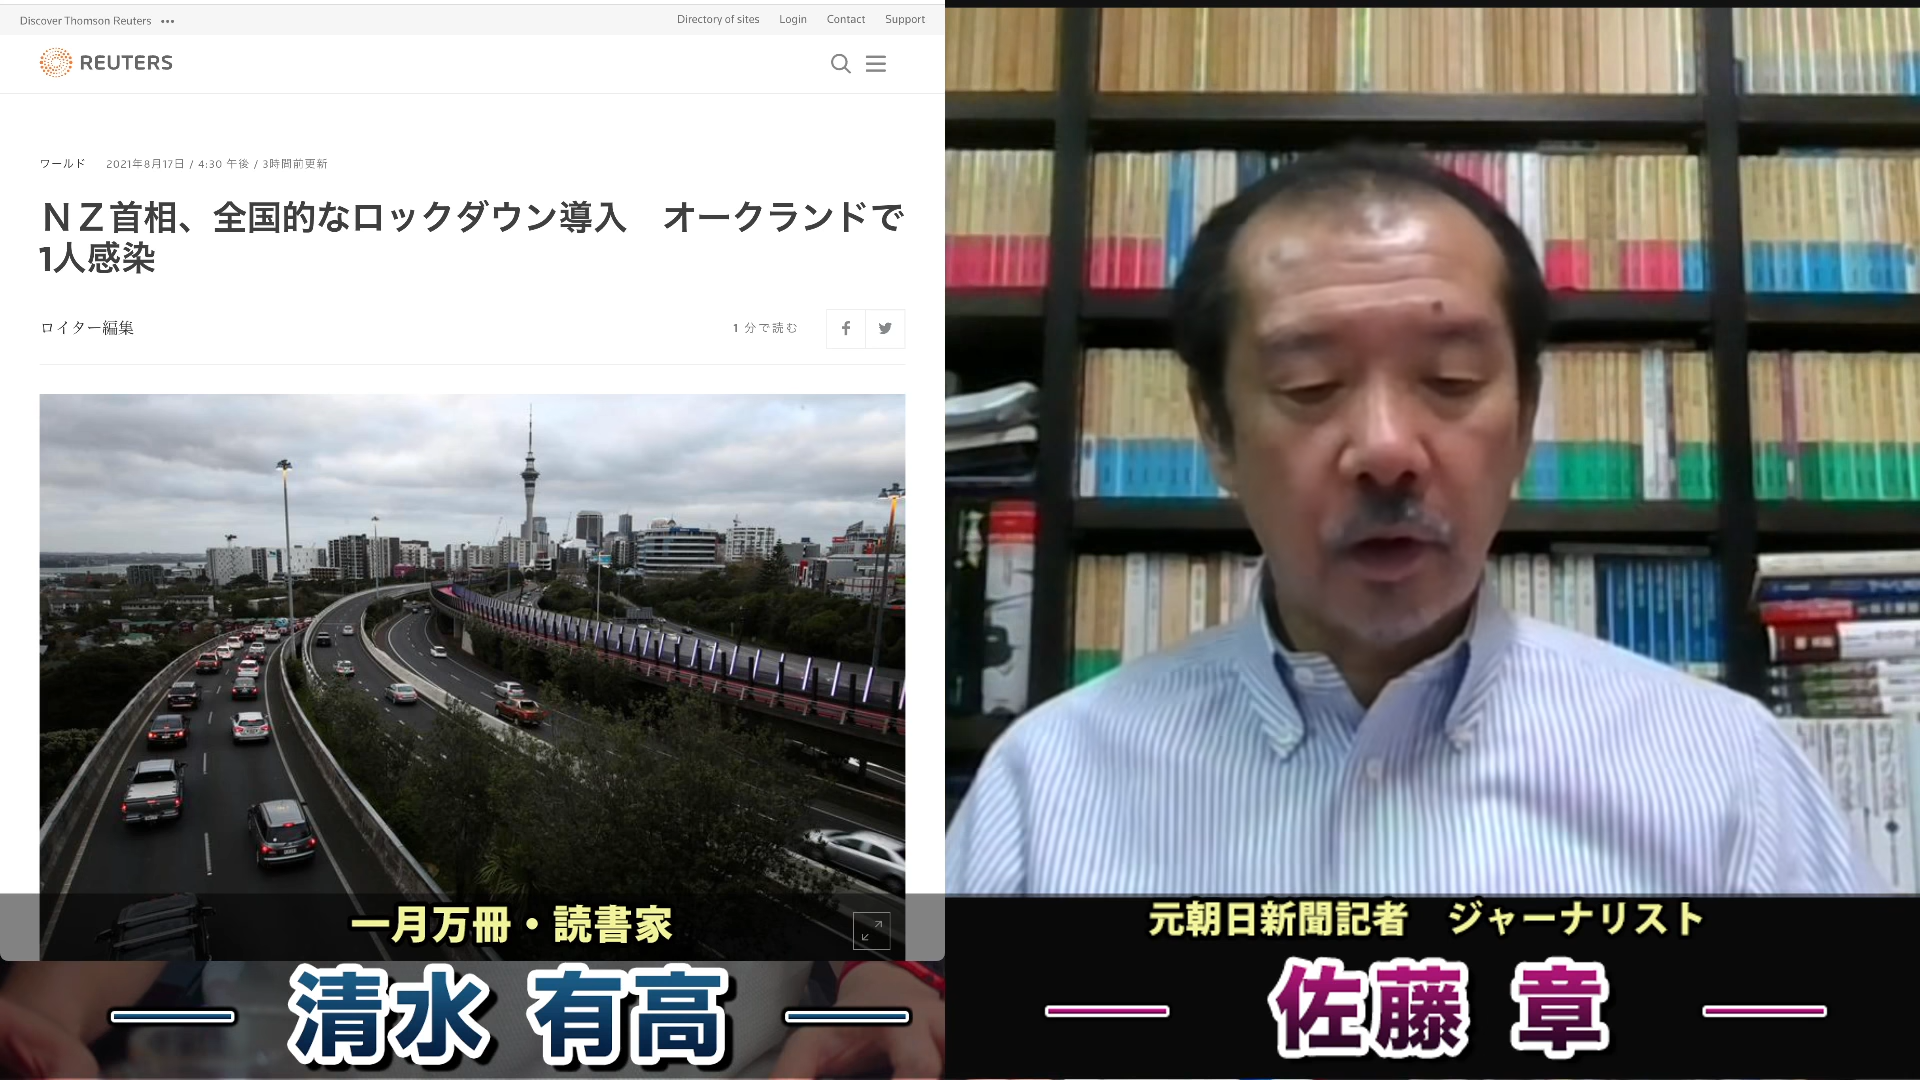 Discover Thomson Reuters •••
Directory of sites Login Contact Support
REUTERS
ワールド 2021年8月17日 / 4:30 午後 / 3時間前更新
ＮＺ首相、全国的なロックダウン導入　オークランドで
1人感染
ロイター編集
1 分で読む
一月万冊・読書家
清水 有高
元朝日新聞記者　ジャーナリスト
佐藤 章